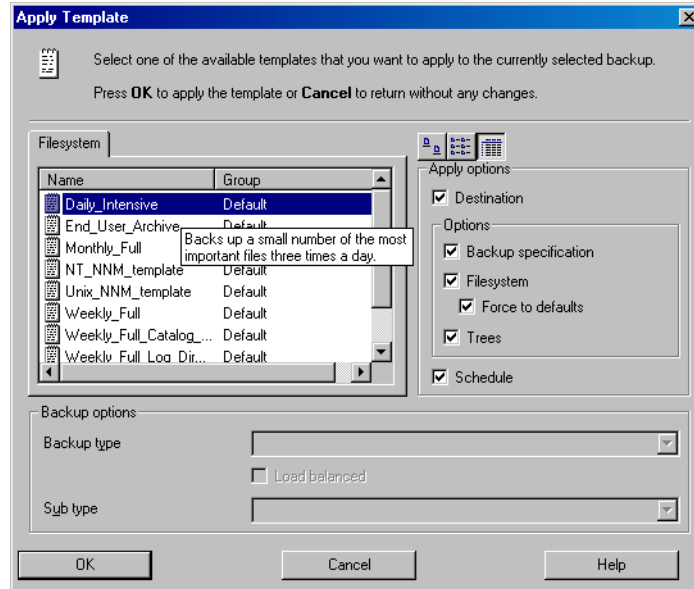 Apply Template
Select one of the available templates that you want to apply to the currently selected backup.
Press OK to apply the template or Cancel to return without any changes.
Filesystem
Name Group
Daily_Intensive Default
End_User_Archive Default
Backs up a small number of the most
important files three times a day.
Monthly_Full
NT_NNM_template Default
Unix_NNM_template Default
Weekly_Full Default
Weekly_Full_Catalog_... Default
Weekly_Full_Log_Dir... Default
Apply options
Destination
Options
Backup specification
Filesystem
Force to defaults
Trees
Schedule
Backup options
Backup type
Load balanced
Sub type
OK Cancel Help